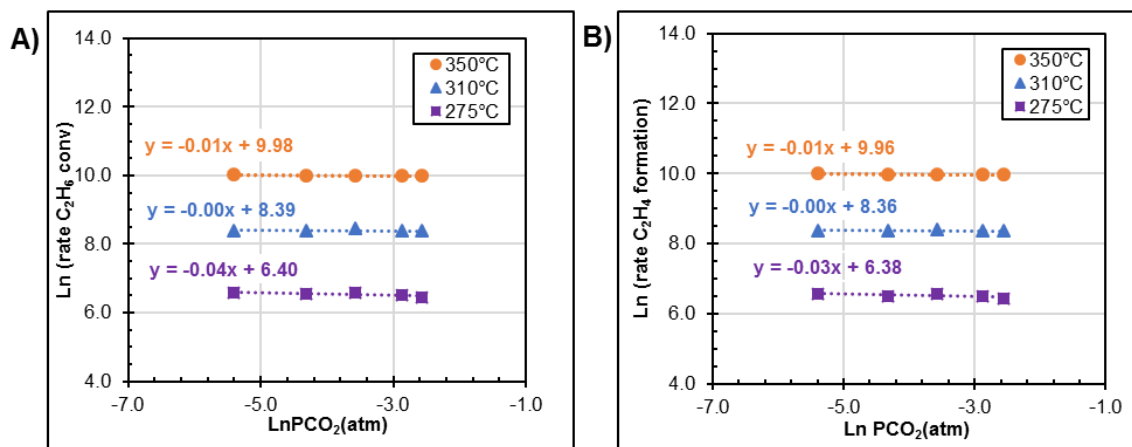 A)
14.0
12.0
10.0
8.0
6.0
4.0
-7.0 -5.0 -3.0 -1.0
Ln (rate C₂H₆ conv)
LnPCO₂(atm)
350°C
310°C
275°C
y = -0.01x + 9.98
y = -0.00x + 8.39
y = -0.04x + 6.40
B)
14.0
12.0
10.0
8.0
6.0
4.0
-7.0 -5.0 -3.0 -1.0
Ln (rate C₂H₄ formation)
Ln PCO₂(atm)
350°C
310°C
275°C
y = -0.01x + 9.96
y = -0.00x + 8.36
y = -0.03x + 6.38